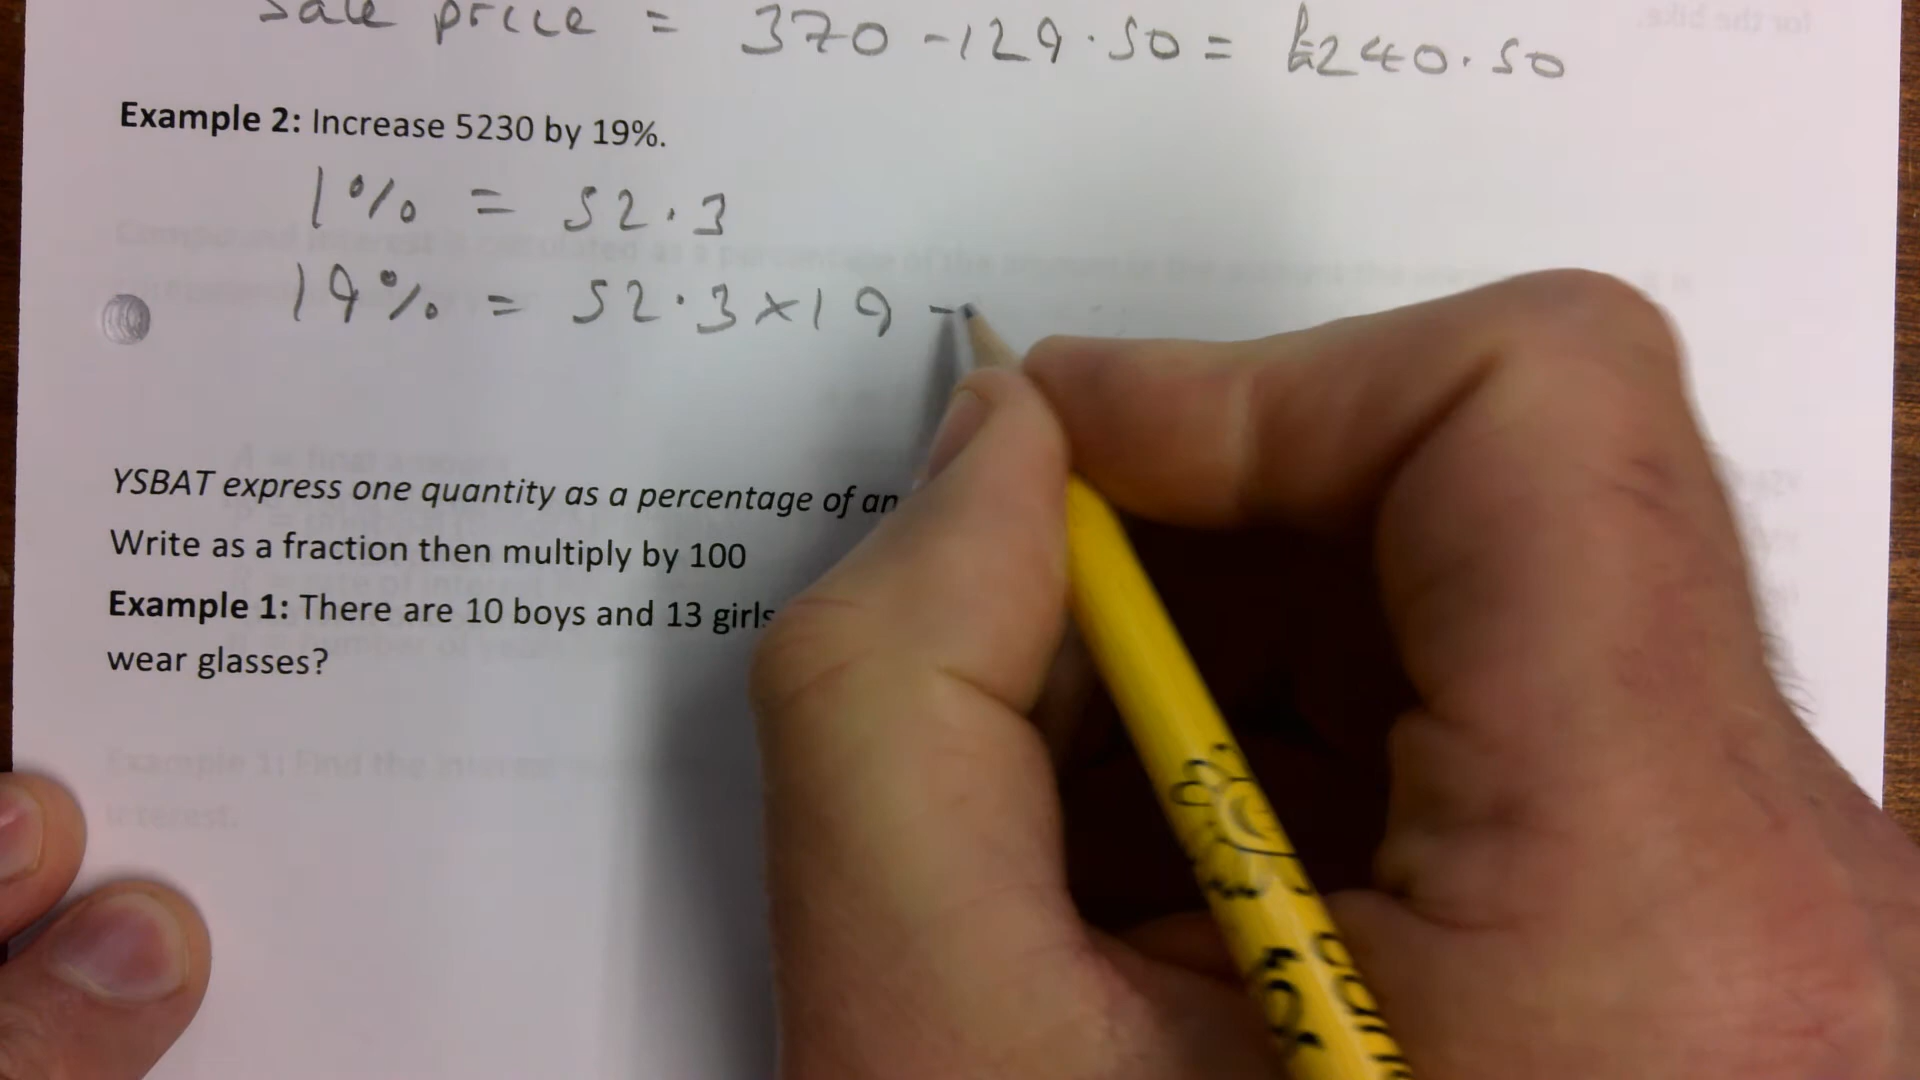 Sale price = 370 - 129.50 = £240.50
Example 2: Increase 5230 by 19%.
1% = 52.3
19% = 52.3 x 19
YSBAT express one quantity as a percentage of an
Write as a fraction then multiply by 100
Example 1: There are 10 boys and 13 girls
wear glasses?